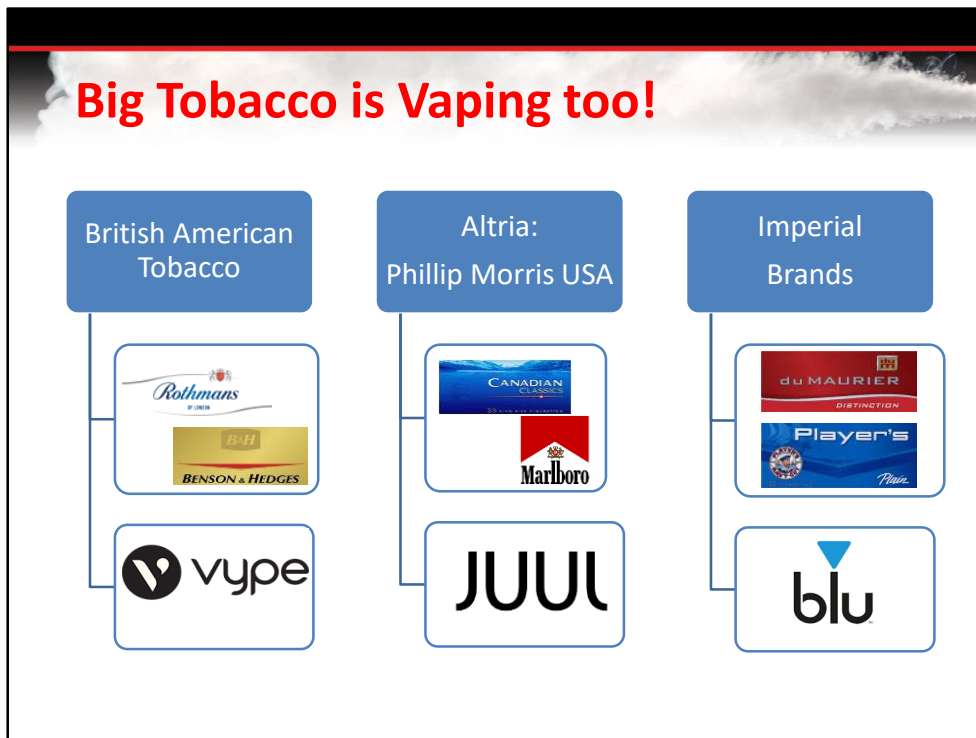 Big Tobacco is Vaping too!
British American
Tobacco
Rothmans
OF LONDON
B&H
BENSON & HEDGES
vype
Altria:
Phillip Morris USA
CANADIAN
CLASSICS
Marlboro
JUUL
Imperial
Brands
du MAURIER
DISTINCTION
Player's
Plain
blu